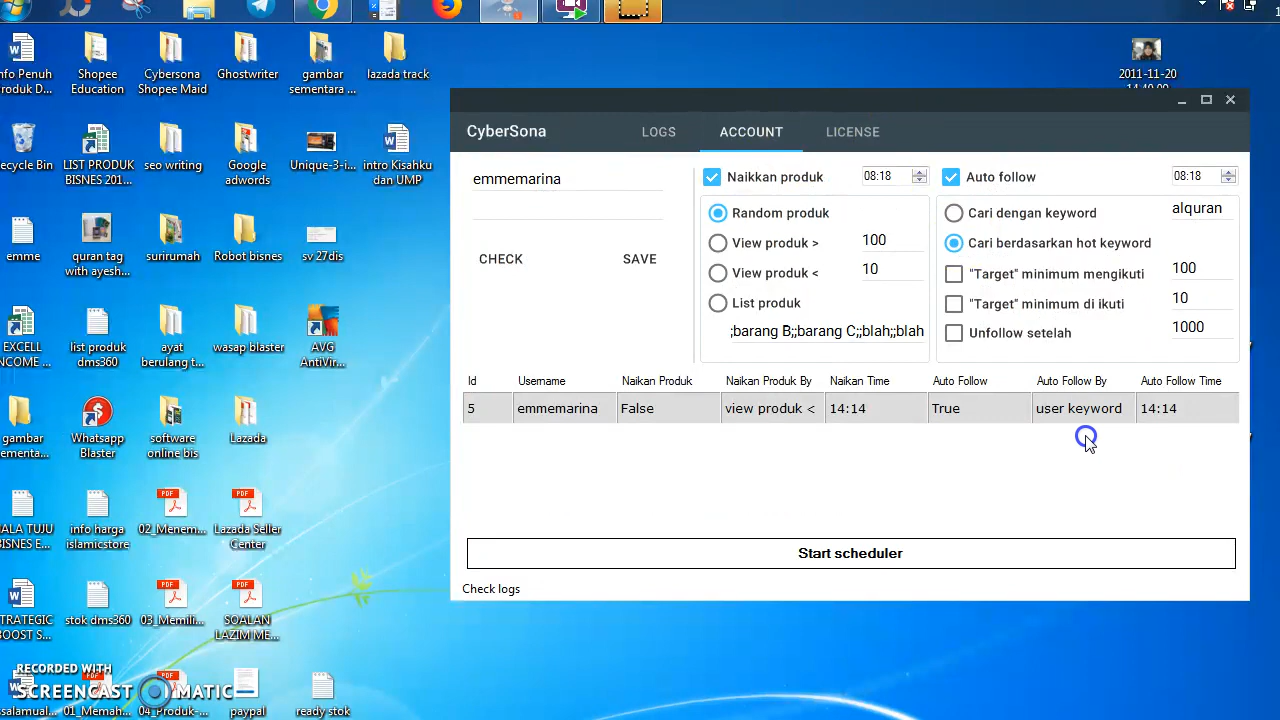 nfo Penuh
roduk D...
Shopee
Education
Cybersona
Shopee Maid
Ghostwriter
gambar
sementara ...
lazada track
2011-11-20
ecycle Bin
LIST PRODUK
BISNES 201...
seo writing
Google
adwords
Unique-3-i...
intro Kisahku
dan UMP
emme
quran tag
with ayesh...
surirumah
Robot bisnes
sv 27dis
EXCELL
NCOME ...
list produk
dms360
ayat
berulang t...
wasap blaster
AVG
AntiVir...
gambar
ementa...
Whatsapp
Blaster
software
online bis
Lazada
ALA TUJU
BISNES E...
info harga
islamicstore
02_Menem...
Lazada Seller
Center
TRATEGIC
BOOST S...
stok dms360
03_Memili...
SOALAN
LAZIM ME...
RECORDED WITH
SCREENCAST MATIC
ssalamual...
01_Memah...
04_Produk-...
paypal
ready stok
CyberSona
LOGS
ACCOUNT
LICENSE
emmemarina
CHECK
SAVE
Naikkan produk
08:18
Random produk
View produk >
100
View produk <
10
List produk
;barang B;;barang C;;blah;;blah
Auto follow
08:18
Cari dengan keyword
alquran
Cari berdasarkan hot keyword
"Target" minimum mengikuti
100
"Target" minimum di ikuti
10
Unfollow setelah
1000
Id Username Naikan Produk Naikan Produk By Naikan Time Auto Follow Auto Follow By Auto Follow Time
5 emmemarina False view produk < 14:14 True user keyword 14:14
Start scheduler
Check logs